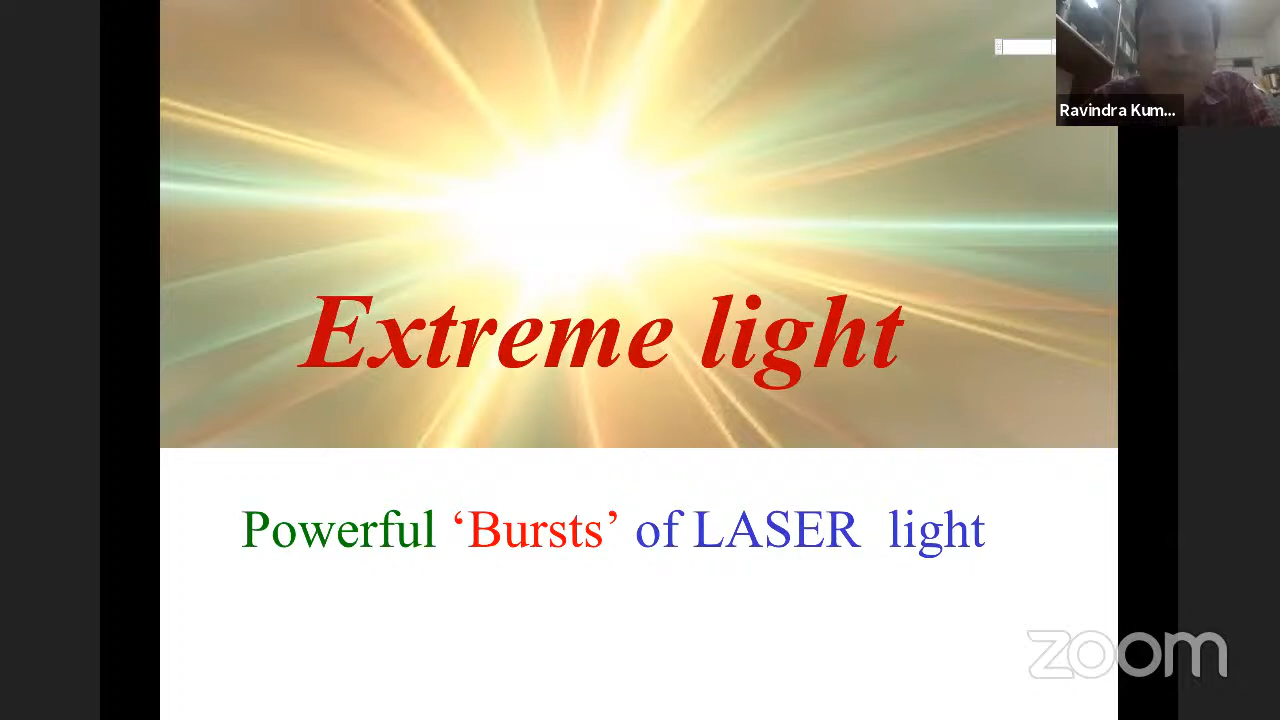 Ravindra Kum...
Extreme light
Powerful ‘Bursts’ of LASER light
zoom